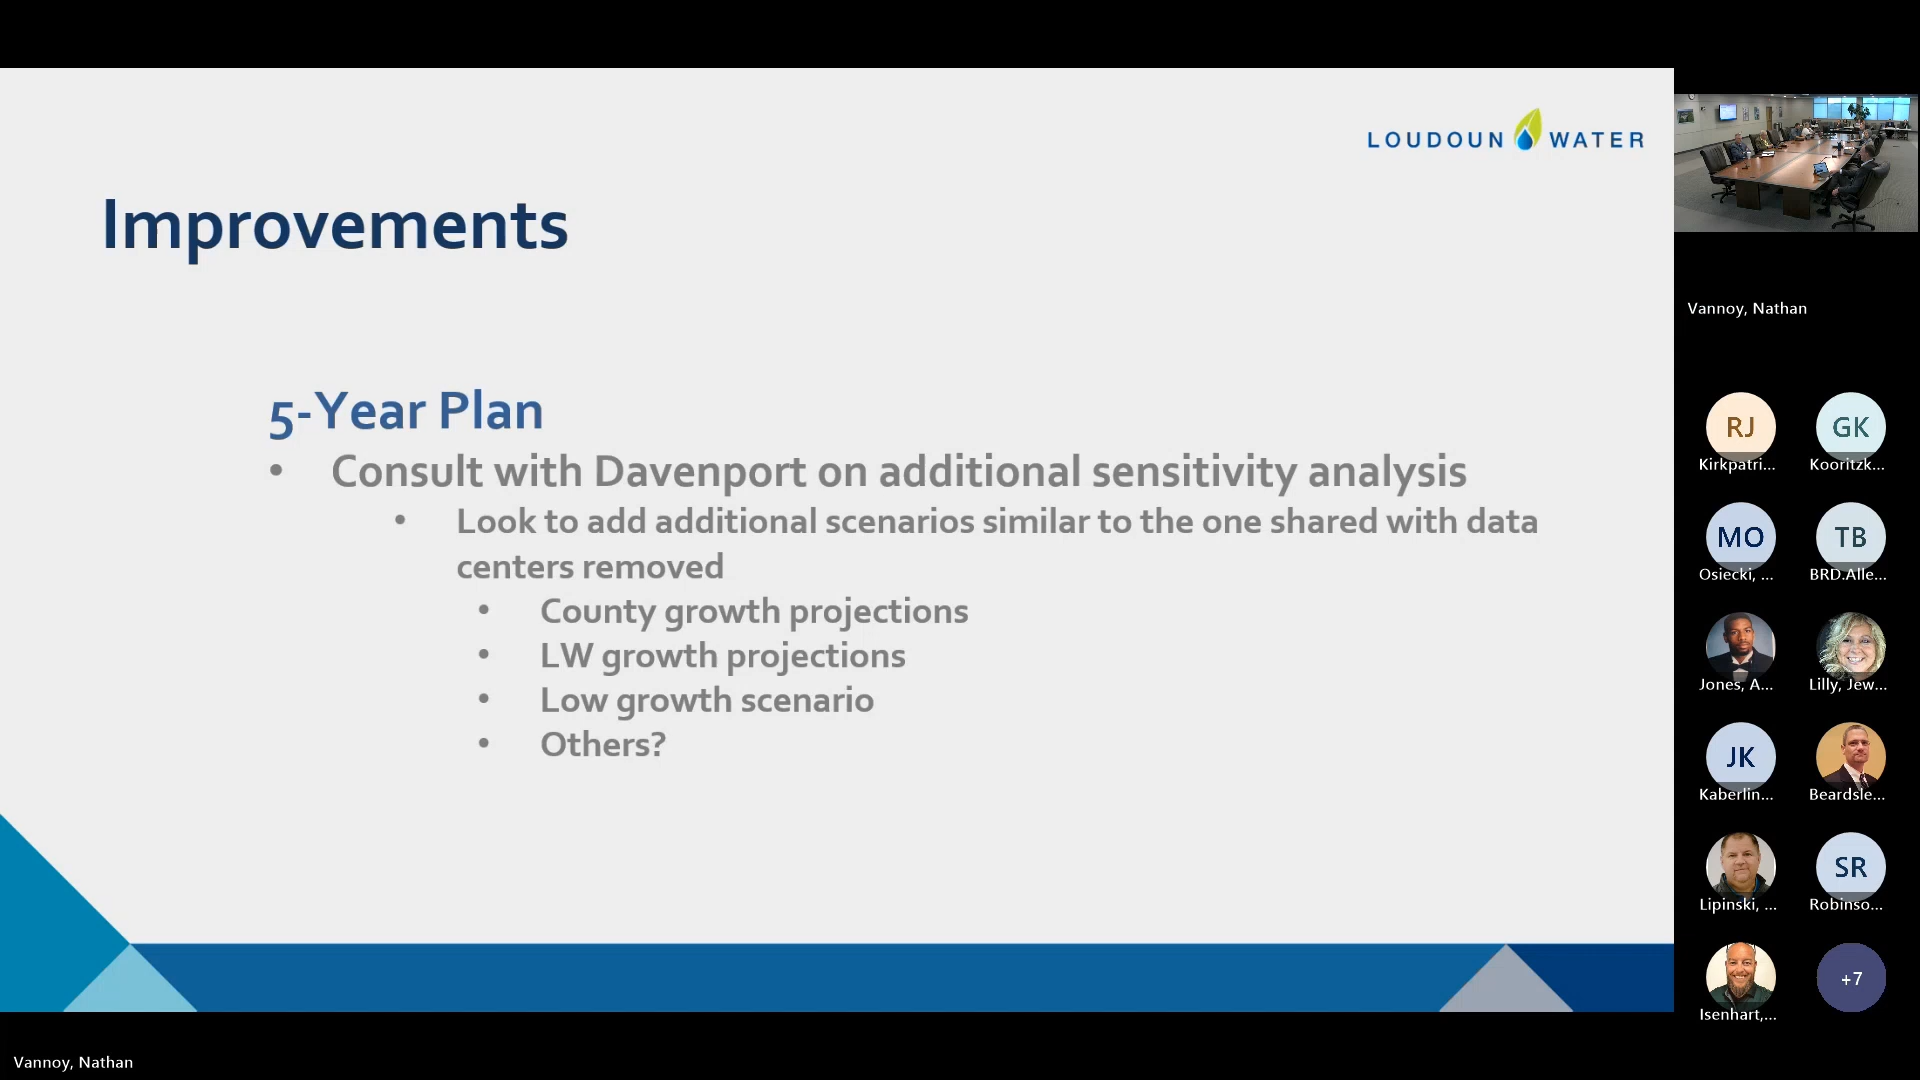 LOUDOUN WATER
Improvements
5-Year Plan
• Consult with Davenport on additional sensitivity analysis
• Look to add additional scenarios similar to the one shared with data
centers removed
• County growth projections
• LW growth projections
• Low growth scenario
• Others?
Vannoy, Nathan
RJ
Kirkpatri...
GK
Kooritzk...
MO
Osiecki, ...
TB
BRD.Alle...
Jones, A...
Lilly, Jew...
JK
Kaberlin...
Beardsle...
Lipinski, ...
SR
Robinso...
Isenhart,...
+7
Vannoy, Nathan